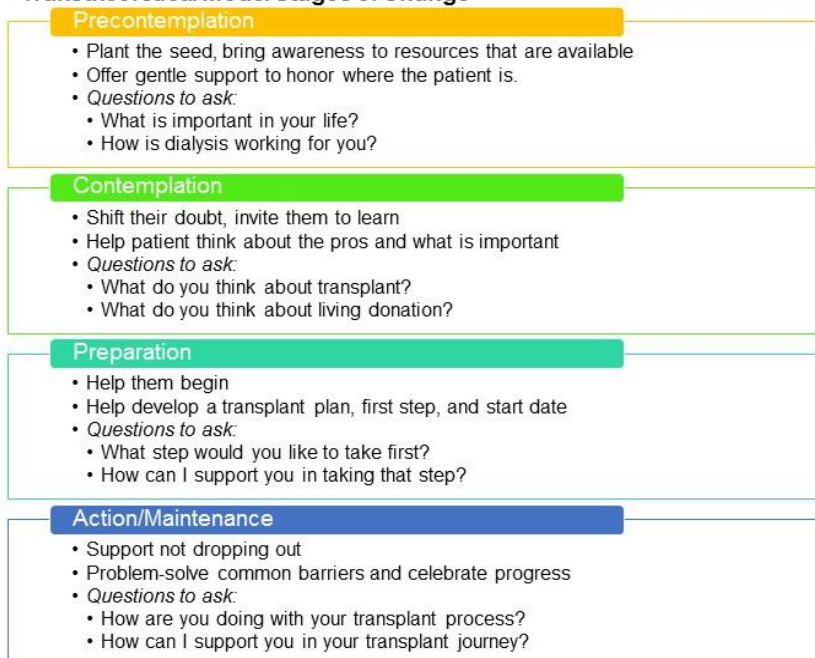 Precontemplation
• Plant the seed, bring awareness to resources that are available
• Offer gentle support to honor where the patient is.
• Questions to ask:
• What is important in your life?
• How is dialysis working for you?
Contemplation
• Shift their doubt, invite them to learn
• Help patient think about the pros and what is important
• Questions to ask:
• What do you think about transplant?
• What do you think about living donation?
Preparation
• Help them begin
• Help develop a transplant plan, first step, and start date
• Questions to ask:
• What step would you like to take first?
• How can I support you in taking that step?
Action/Maintenance
• Support not dropping out
• Problem-solve common barriers and celebrate progress
• Questions to ask:
• How are you doing with your transplant process?
• How can I support you in your transplant journey?